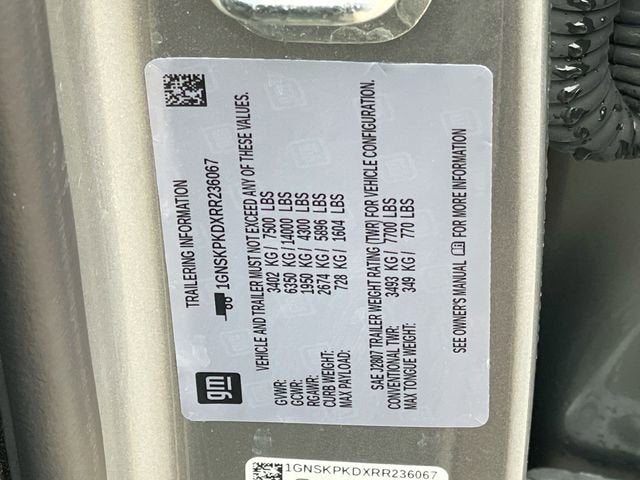 TRAILERING INFORMATION
1GNSKPKDXRR236067
gm
VEHICLE AND TRAILER MUST NOT EXCEED ANY OF THESE VALUES.
GVWR: 3402 KG/ 7500 LBS
GCWR: 6350 KG/ 14000 LBS
RGAWR: 1950 KG/ 4300 LBS
CURB WEIGHT: 2674 KG/ 5896 LBS
MAX PAYLOAD: 728 KG/ 1604 LBS
SAE J2807 TRAILER WEIGHT RATING (TWR) FOR VEHICLE CONFIGURATION.
CONVENTIONAL TWR: 3493 KG/ 7700 LBS
MAX TONGUE WEIGHT: 349 KG/ 770 LBS
SEE OWNER'S MANUAL FOR MORE INFORMATION
1GNSKPKDXRR236067